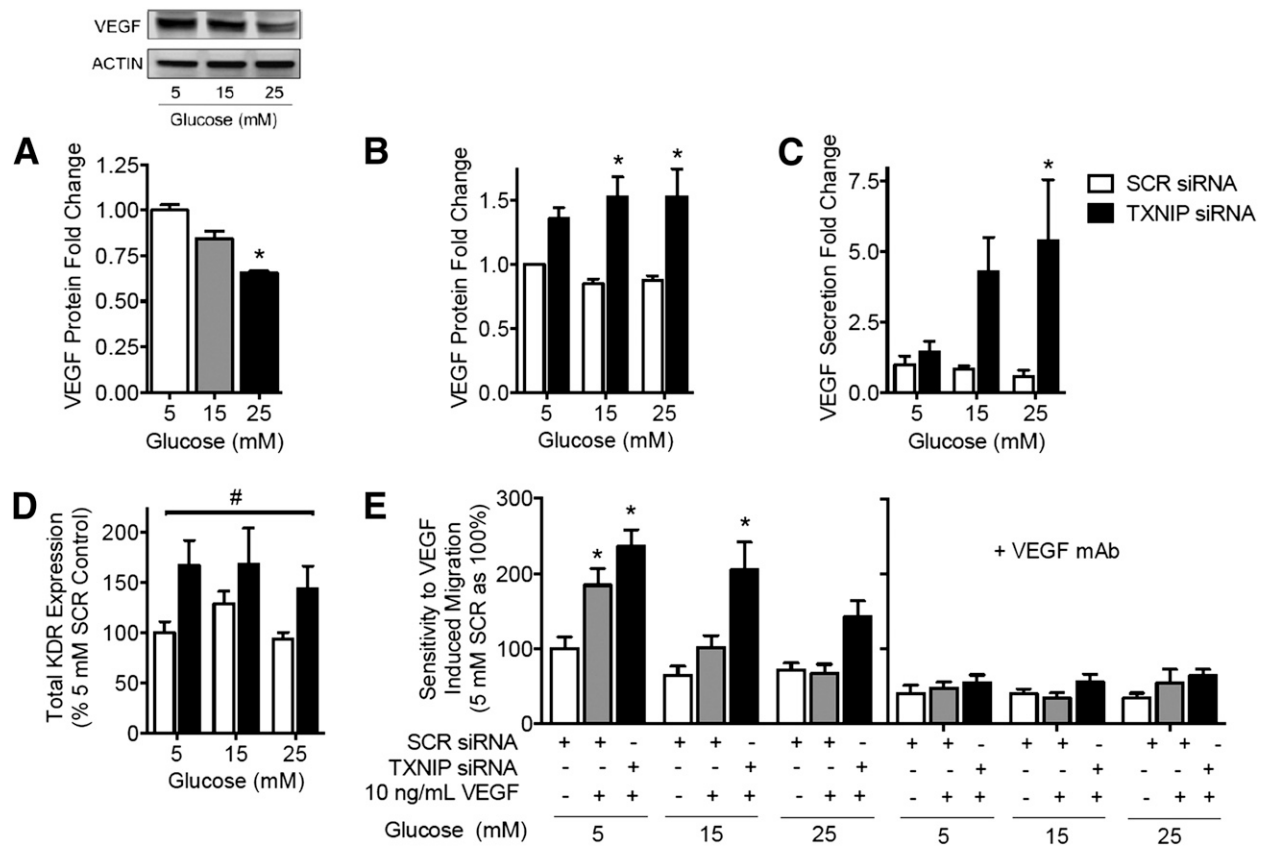 VEGF
ACTIN
5 15 25
Glucose (mM)
A
VEGF Protein Fold Change
1.25
1.00
0.75
0.50
0.25
0.00
*
5 15 25
Glucose (mM)
B
VEGF Protein Fold Change
1.5
1.0
0.5
0.0
* *
5 15 25
Glucose (mM)
C
VEGF Secretion Fold Change
7.5
5.0
2.5
0.0
*
5 15 25
Glucose (mM)
SCR siRNA
TXNIP siRNA
D
Total KDR Expression
(% 5 mM SCR Control)
200
150
100
50
0
#
5 15 25
Glucose (mM)
E
Sensitivity to VEGF
Induced Migration
(5 mM SCR as 100%)
300
200
100
0
* * *
+ VEGF mAb
SCR siRNA + + - + + - + + - + + - + + - + + -
TXNIP siRNA - - + - - + - - + - - + - - + - - +
10 ng/mL VEGF - + + - + + - + + - + + - + + - + +
Glucose (mM) 5 15 25 5 15 25